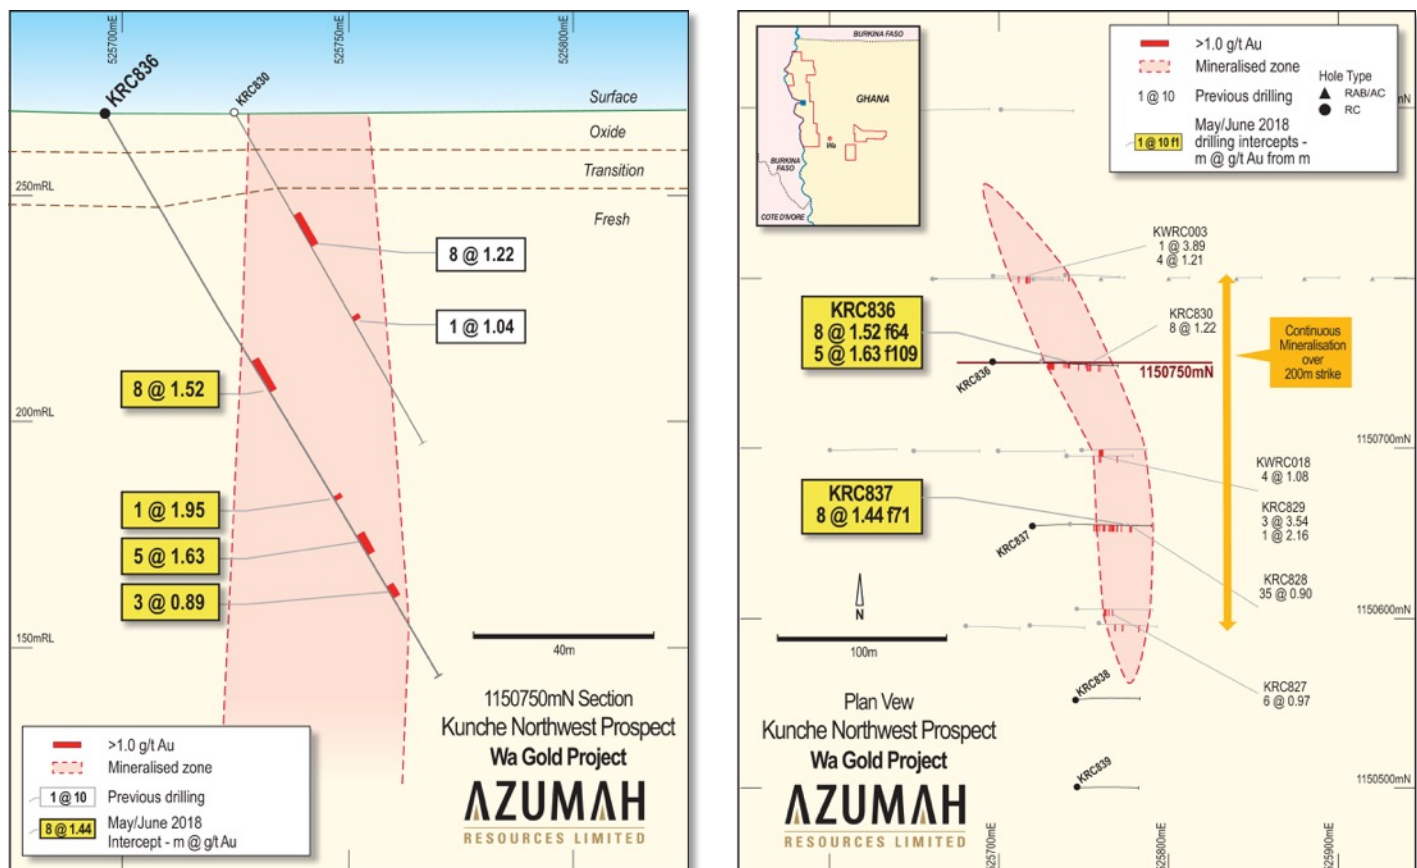 525700mE
525750mE
525800mE
KRC836
KRC830
Surface
Oxide
Transition
Fresh
250mRL
200mRL
150mRL
8 @ 1.22
1 @ 1.04
8 @ 1.52
1 @ 1.95
5 @ 1.63
3 @ 0.89
40m
1150750mN Section
Kunche Northwest Prospect
Wa Gold Project
AZUMAH
RESOURCES LIMITED
>1.0 g/t Au
Mineralised zone
1 @ 10
Previous drilling
8 @ 1.44
May/June 2018
Intercept - m @ g/t Au
BURKINA FASO
GHANA
Wa
BURKINA
FASO
COTE D'IVORE
>1.0 g/t Au
Mineralised zone
1 @ 10
Previous drilling
1 @ 10 f1
May/June 2018
drilling intercepts -
m @ g/t Au from m
Hole Type
RAB/AC
RC
mN
KWRC003
1 @ 3.89
4 @ 1.21
KRC836
8 @ 1.52 f64
5 @ 1.63 f109
KRC830
8 @ 1.22
KRC836
1150750mN
Continuous
Mineralisation
over
200m strike
1150700mN
KWRC018
4 @ 1.08
KRC837
8 @ 1.44 f71
KRC829
3 @ 3.54
1 @ 2.16
KRC837
KRC828
35 @ 0.90
N
100m
1150600mN
KRC827
6 @ 0.97
KRC838
Plan Vew
Kunche Northwest Prospect
Wa Gold Project
AZUMAH
RESOURCES LIMITED
KRC839
1150500mN
525700mE
525800mE
525900mE